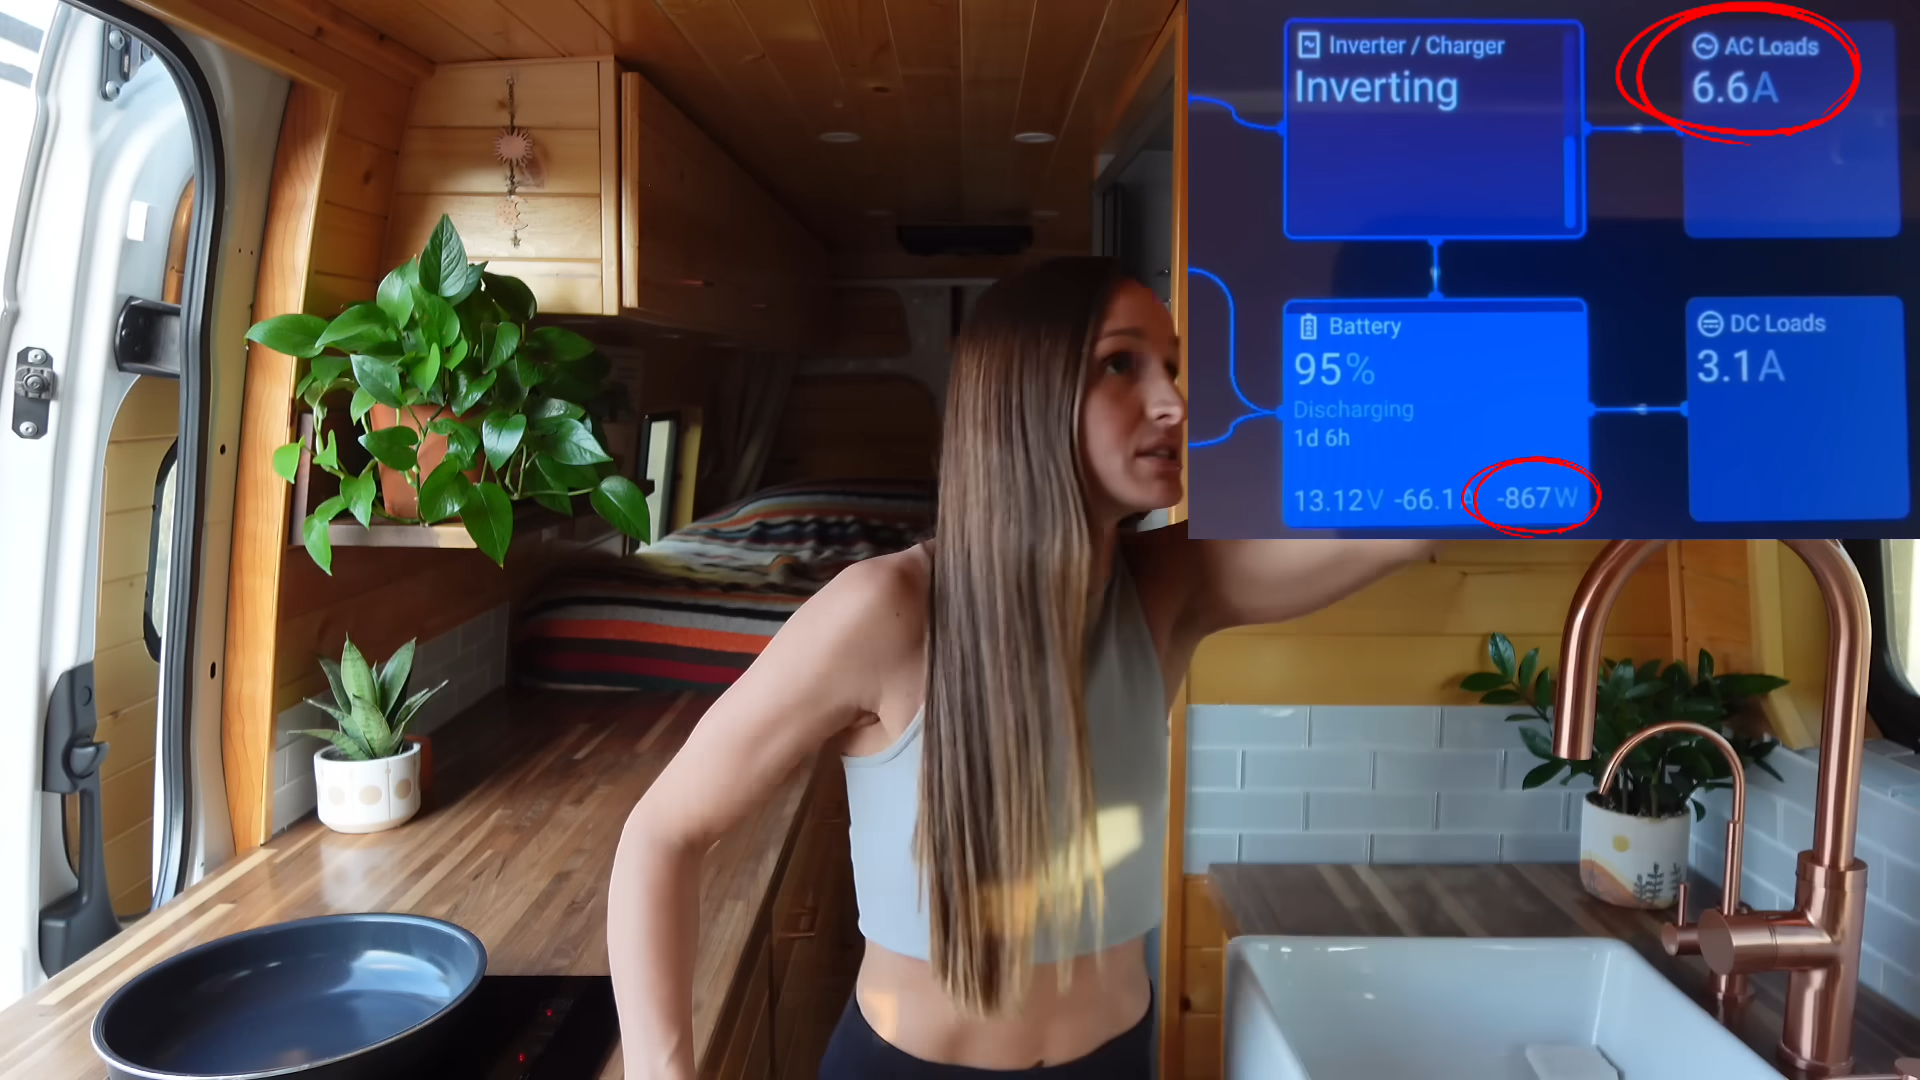 Inverter / Charger
Inverting
AC Loads
6.6A
Battery
95%
Discharging
1d 6h
13.12V -66.1 -867W
DC Loads
3.1A